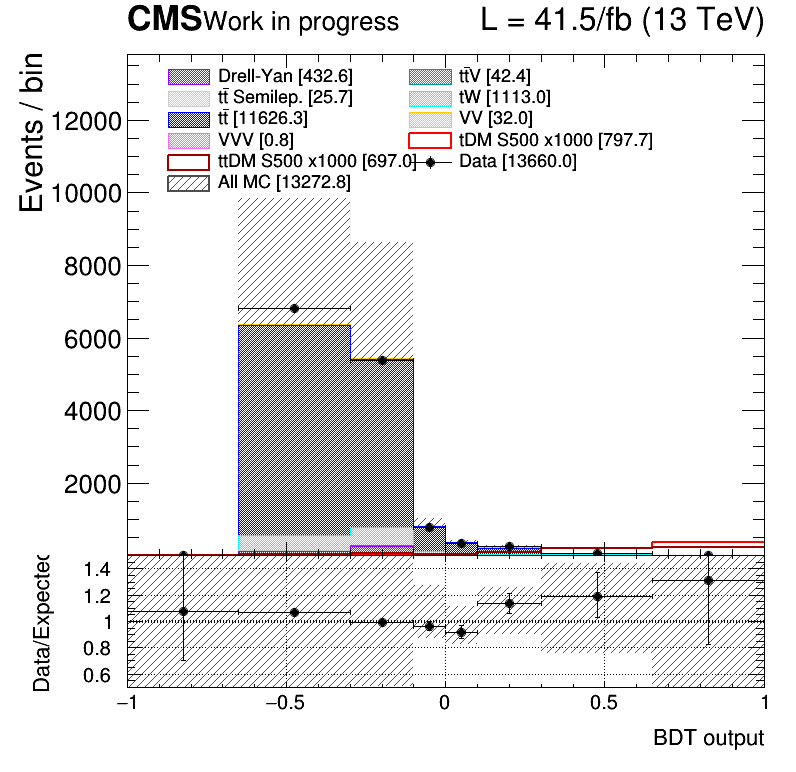 CMS Work in progress L = 41.5/fb (13 TeV)
Events / bin
Drell-Yan [432.6] tt̄V [42.4]
tt̄ Semilep. [25.7] tW [1113.0]
tt̄ [11626.3] VV [32.0]
VVV [0.8] tDM S500 x1000 [797.7]
ttDM S500 x1000 [697.0] Data [13660.0]
All MC [13272.8]
12000
10000
8000
6000
4000
2000
Data/Expected
1.4
1.2
1
0.8
0.6
−1 −0.5 0 0.5 1
BDT output